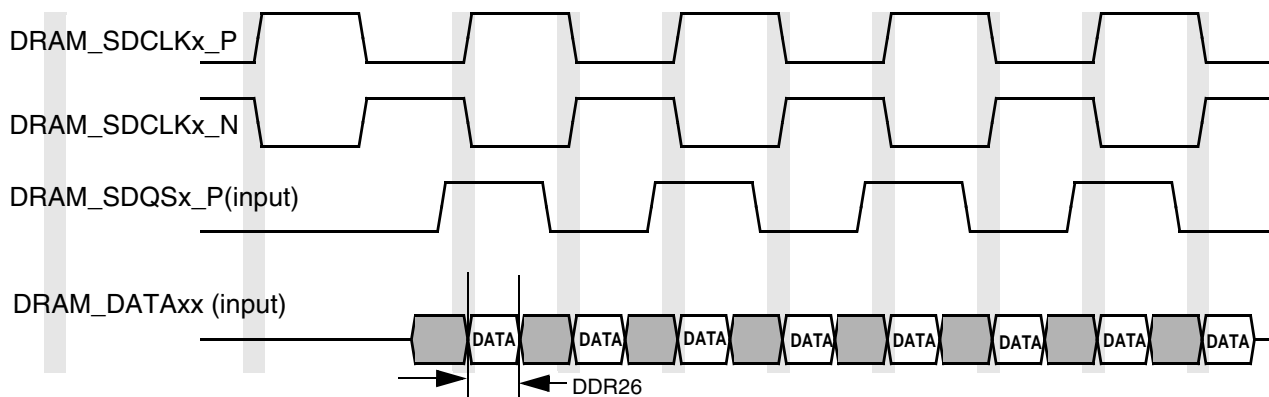 DRAM_SDCLKx_P
DRAM_SDCLKx_N
DRAM_SDQSx_P(input)
DRAM_DATAxx (input)
DATA DATA DATA DATA DATA DATA DATA DATA
DDR26